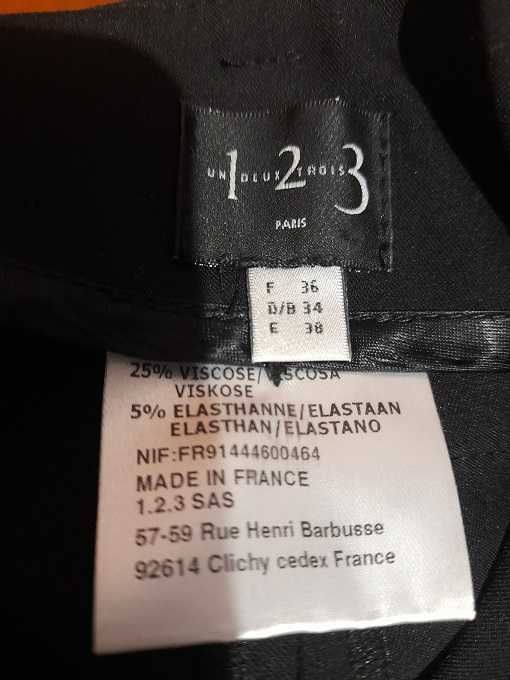 UN 1 DEUX 2 TROIS 3
PARIS
F 36
D/B 34
E 38
25% VISCOSE/VISCOSA
VISKOSE
5% ELASTHANNE/ELASTAAN
ELASTHAN/ELASTANO
NIF:FR91444600464
MADE IN FRANCE
1.2.3 SAS
57-59 Rue Henri Barbusse
92614 Clichy cedex France